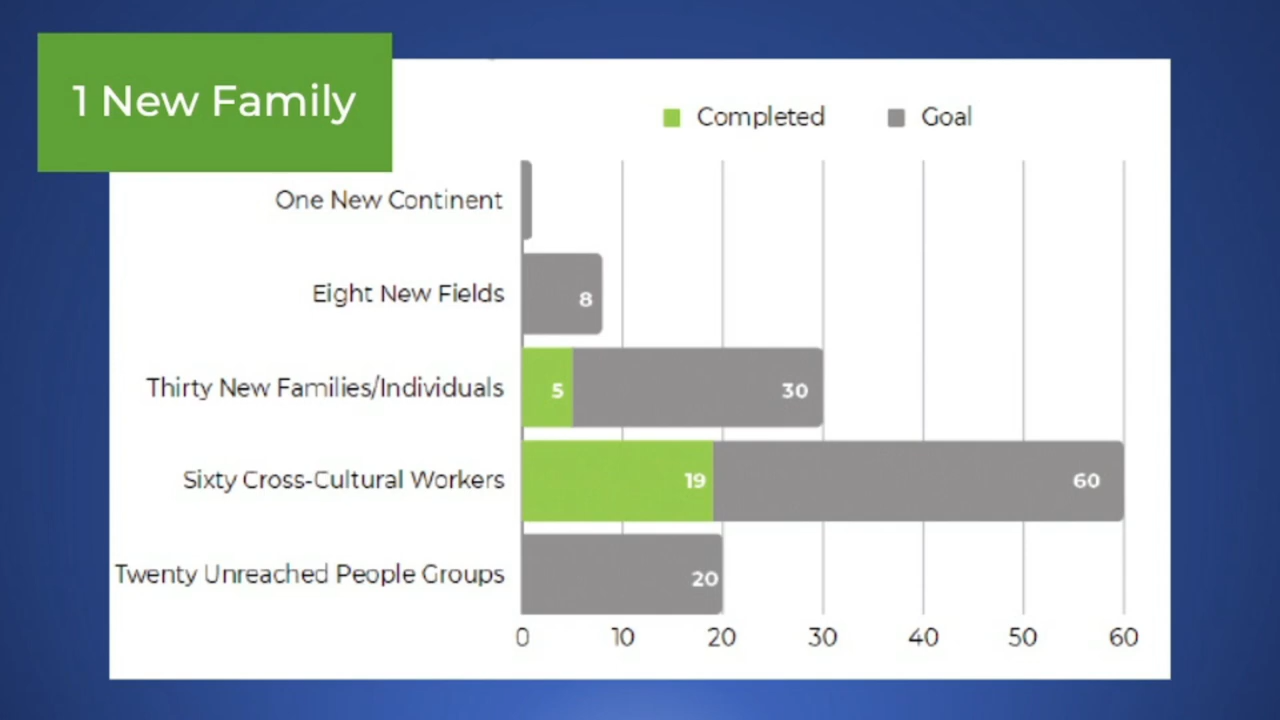 1 New Family
Completed Goal
One New Continent
Eight New Fields
8
Thirty New Families/Individuals
5 30
Sixty Cross-Cultural Workers
19 60
Twenty Unreached People Groups
20
0 10 20 30 40 50 60